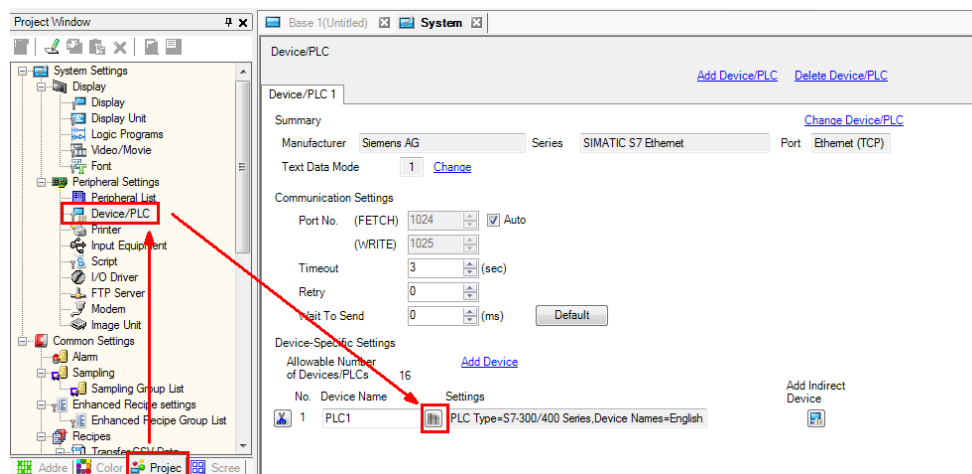 Project Window
Base 1(Untitled)
System
System Settings
Display
Display
Display Unit
Logic Programs
Video/Movie
Font
Peripheral Settings
Peripheral List
Device/PLC
Printer
Input Equipment
Script
I/O Driver
FTP Server
Modem
Image Unit
Common Settings
Alarm
Sampling
Sampling Group List
Enhanced Recipe settings
Enhanced Recipe Group List
Recipes
Transfer CSV Data
Addre
Color
Projec
Scree
Device/PLC
Add Device/PLC Delete Device/PLC
Device/PLC 1
Summary Change Device/PLC
Manufacturer Siemens AG Series SIMATIC S7 Ethernet Port Ethernet (TCP)
Text Data Mode 1 Change
Communication Settings
Port No. (FETCH) 1024 Auto
(WRITE) 1025
Timeout 3 (sec)
Retry 0
Wait To Send 0 (ms) Default
Device-Specific Settings
Allowable Number Add Device
of Devices/PLCs 16
Add Indirect
No. Device Name Settings Device
1 PLC1 PLC Type=S7-300/400 Series,Device Names=English